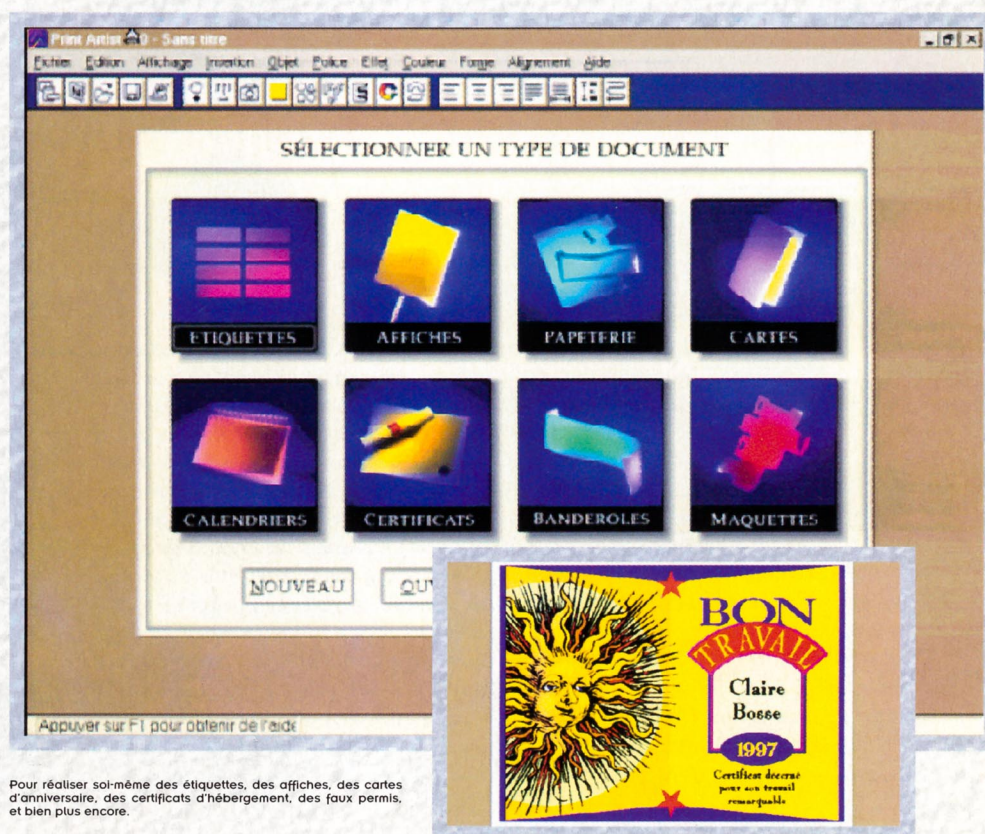 Print Artist - Sans titre
Fichier Edition Affichage Insertion Objet Police Effet Couleur Forme Alignement Aide
SÉLECTIONNER UN TYPE DE DOCUMENT
ETIQUETTES AFFICHES PAPETERIE CARTES
CALENDRIERS CERTIFICATS BANDEROLES MAQUETTES
NOUVEAU
Appuyer sur F1 pour obtenir de l'aide
BON
TRAVAIL
Claire
Bosse
1997
Certificat décerné
pour son travail
remarquable
Pour réaliser soi-même des étiquettes, des affiches, des cartes
d'anniversaire, des certificats d'hébergement, des faux permis,
et bien plus encore.